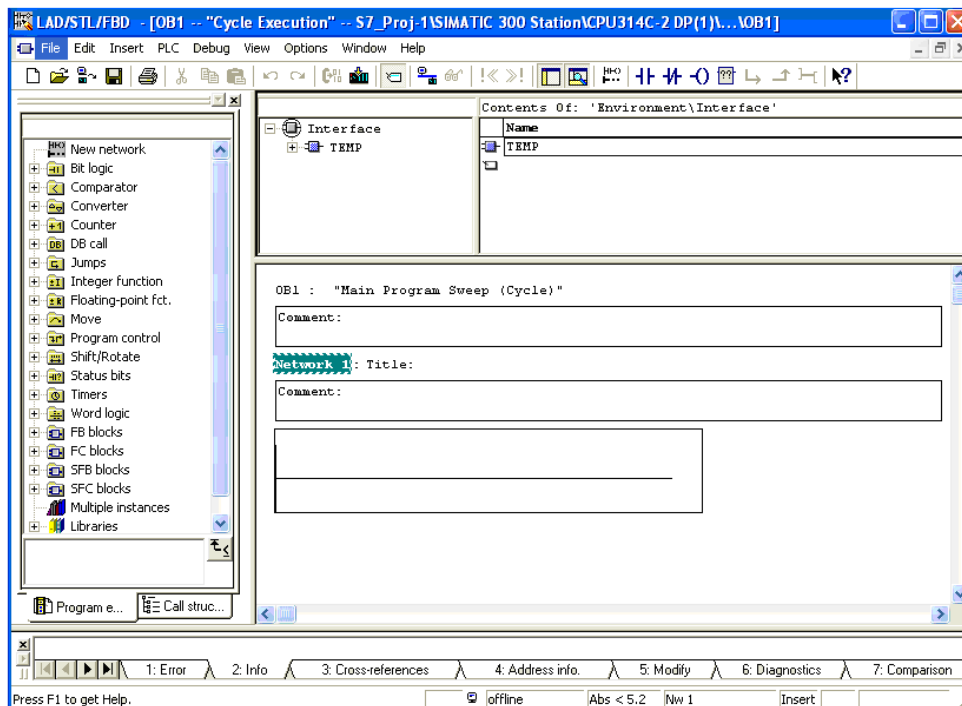 LAD/STL/FBD - [OB1 -- "Cycle Execution" -- S7_Proj-1\SIMATIC 300 Station\CPU314C-2 DP(1)\...\OB1]
File Edit Insert PLC Debug View Options Window Help
Contents Of: 'Environment\Interface'
Interface
TEMP
Name
TEMP
New network
Bit logic
Comparator
Converter
Counter
DB call
Jumps
Integer function
Floating-point fct.
Move
Program control
Shift/Rotate
Status bits
Timers
Word logic
FB blocks
FC blocks
SFB blocks
SFC blocks
Multiple instances
Libraries
Program e... Call struc...
OB1 : "Main Program Sweep (Cycle)"
Comment:
Network 1: Title:
Comment:
1: Error 2: Info 3: Cross-references 4: Address info. 5: Modify 6: Diagnostics 7: Comparison
Press F1 to get Help. offline Abs < 5.2 Nw 1 Insert